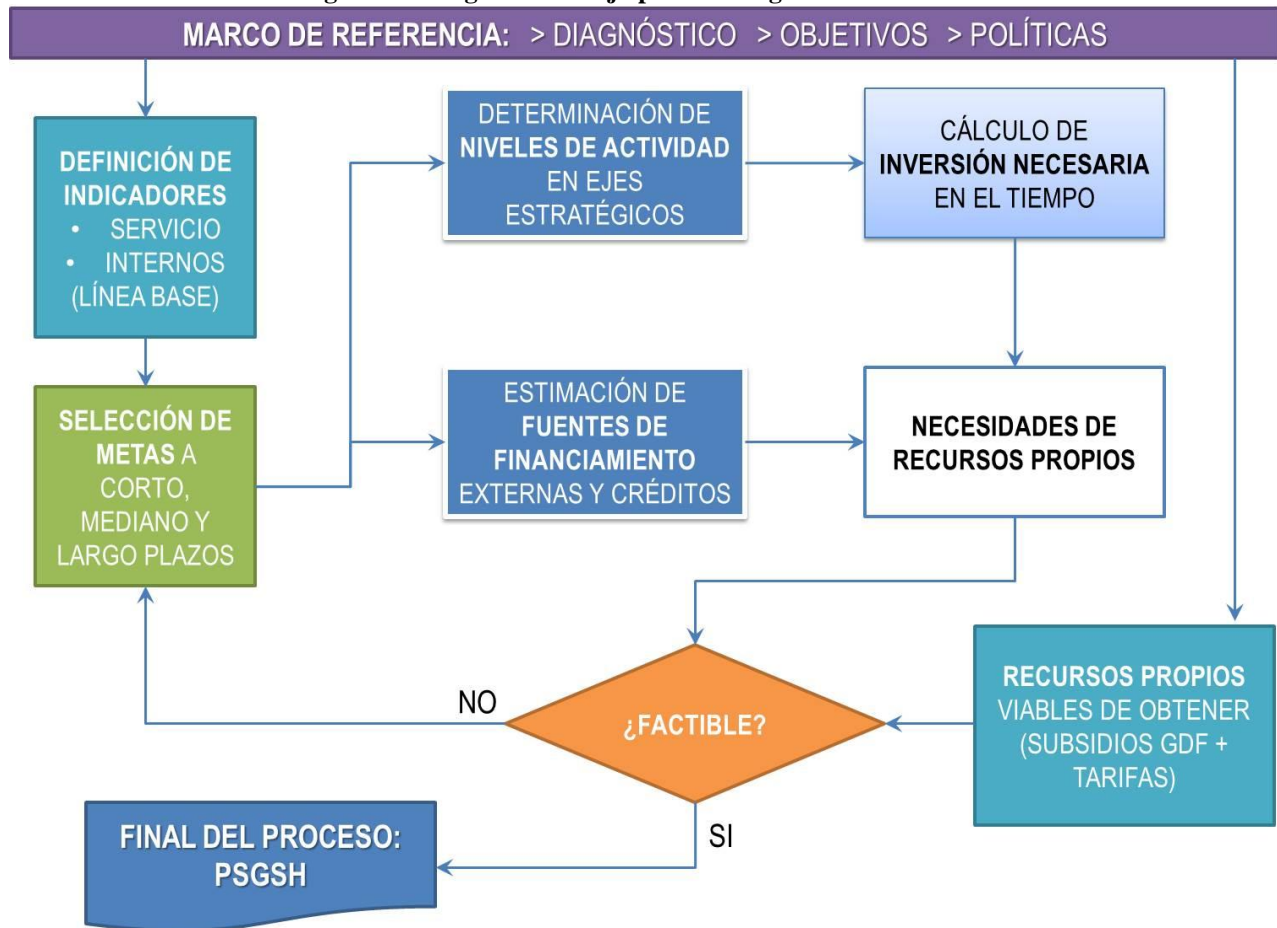 MARCO DE REFERENCIA: > DIAGNÓSTICO > OBJETIVOS > POLÍTICAS
DEFINICIÓN DE
INDICADORES
• SERVICIO
• INTERNOS
(LÍNEA BASE)
DETERMINACIÓN DE
NIVELES DE ACTIVIDAD
EN EJES
ESTRATÉGICOS
CÁLCULO DE
INVERSIÓN NECESARIA
EN EL TIEMPO
SELECCIÓN DE
METAS A
CORTO,
MEDIANO Y
LARGO PLAZOS
ESTIMACIÓN DE
FUENTES DE
FINANCIAMIENTO
EXTERNAS Y CRÉDITOS
NECESIDADES DE
RECURSOS PROPIOS
RECURSOS PROPIOS
VIABLES DE OBTENER
(SUBSIDIOS GDF +
TARIFAS)
NO
¿FACTIBLE?
SI
FINAL DEL PROCESO:
PSGSH